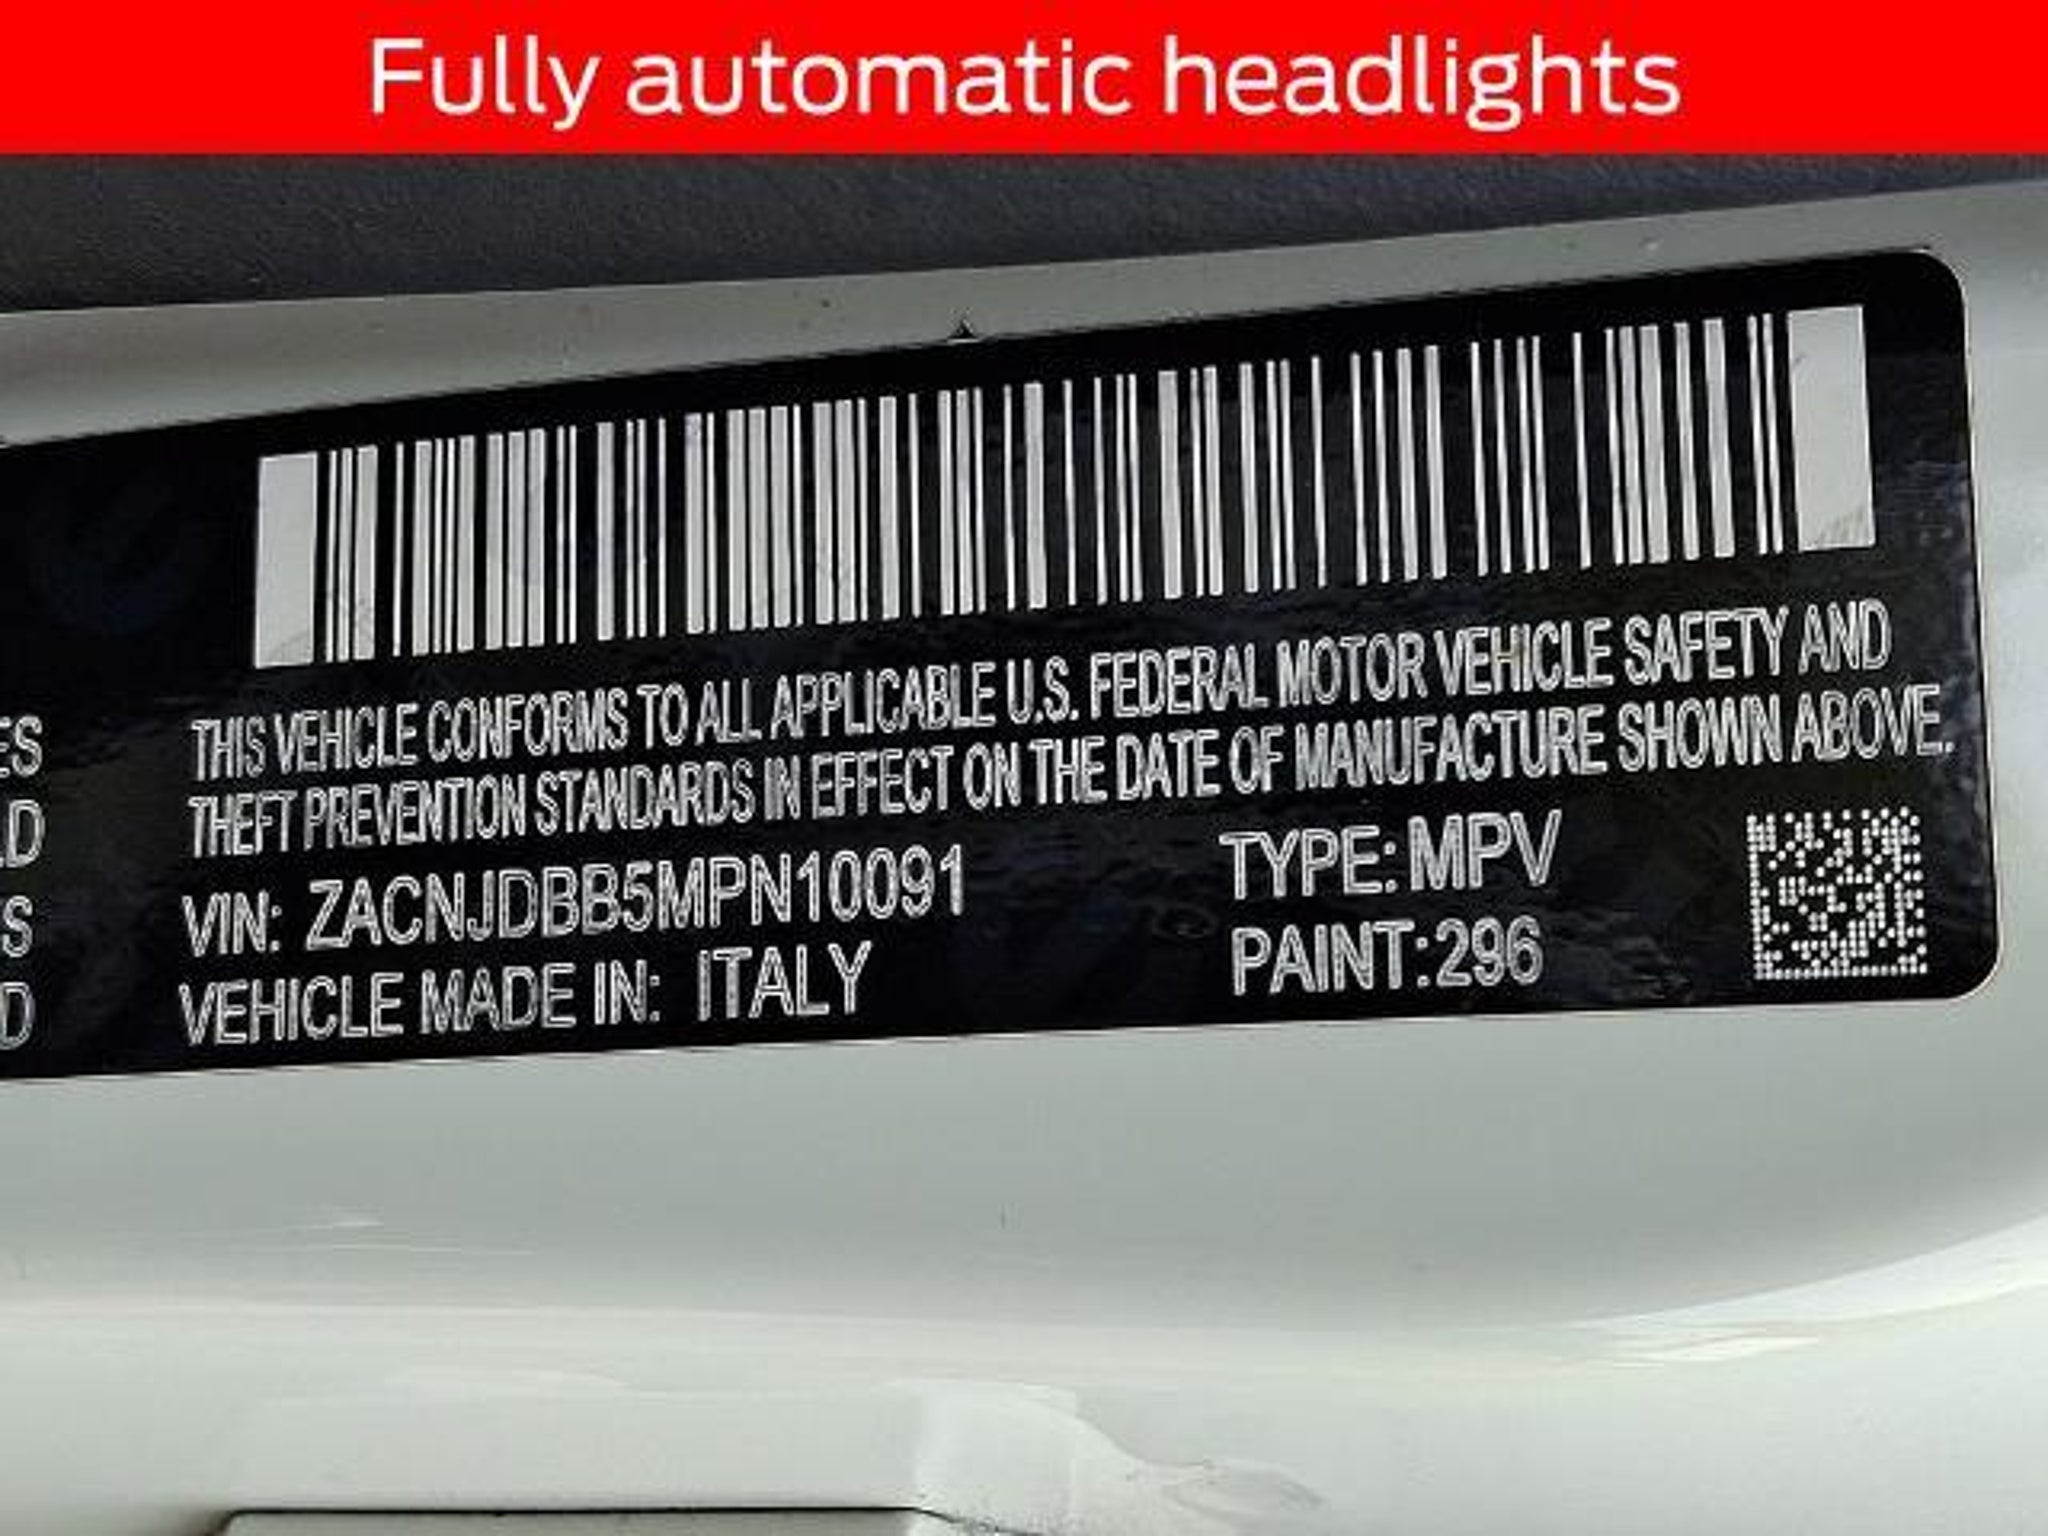 Fully automatic headlights
THIS VEHICLE CONFORMS TO ALL APPLICABLE U.S. FEDERAL MOTOR VEHICLE SAFETY AND
ES THEFT PREVENTION STANDARDS IN EFFECT ON THE DATE OF MANUFACTURE SHOWN ABOVE.
D VIN: ZACNJDBB5MPN10091 TYPE: MPV
S VEHICLE MADE IN: ITALY PAINT: 296
D